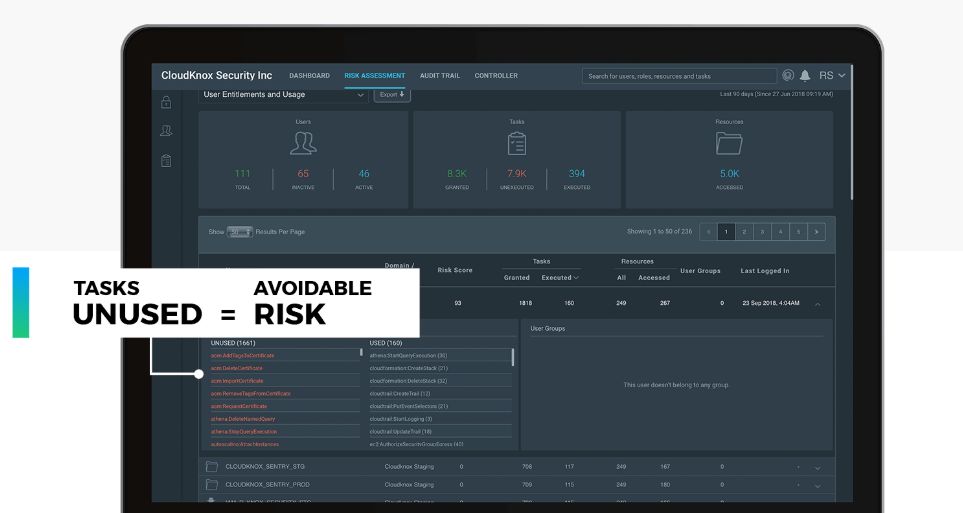 CloudKnox Security Inc DASHBOARD RISK ASSESSMENT AUDIT TRAIL CONTROLLER Search for users, roles, resources and tasks RS
User Entitlements and Usage Export Last 90 days (Since 27 Jun 2018 09:19 AM)
Users Tasks Resources
111 65 46 8.3K 7.9K 394 5.0K
TOTAL INACTIVE ACTIVE GRANTED UNEXECUTED EXECUTED ACCESSED
Show 50 Results Per Page Showing 1 to 50 of 236 < 1 2 3 4 5 >
Domain / Tasks Resources
Risk Score Granted Executed All Accessed User Groups Last Logged In
93 1818 160 249 267 0 23 Sep 2018, 4:04AM
TASKS AVOIDABLE
UNUSED = RISK
User Groups
UNUSED (1661) USED (160)
acm:AddTagsToCertificate athena:StartQueryExecution (30)
acm:DeleteCertificate cloudformation:CreateStack (21)
acm:ImportCertificate cloudformation:DeleteStack (32)
acm:RemoveTagsFromCertificate cloudtrail:CreateTrail (12)
acm:RequestCertificate cloudtrail:PutEventSelectors (21)
athena:DeleteNamedQuery cloudtrail:StartLogging (3)
athena:StopQueryExecution cloudtrail:UpdateTrail (18)
autoscaling:AttachInstances ec2:AuthorizeSecurityGroupEgress (40)
This user doesn't belong to any group.
CLOUDKNOX_SENTRY_STG Cloudknox Staging 0 708 117 249 167 0
CLOUDKNOX_SENTRY_PROD Cloudknox Staging 0 709 115 249 180 0